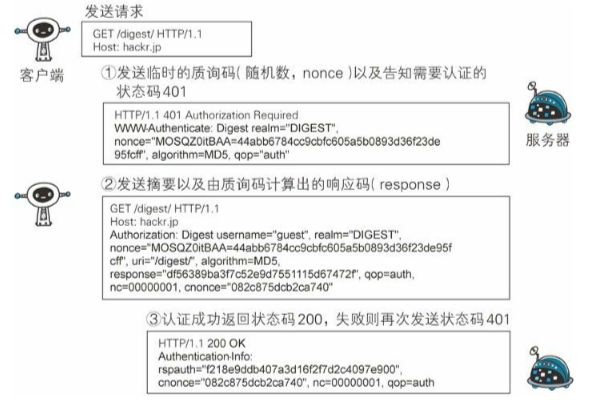 发送请求
GET /digest/ HTTP/1.1
Host: hackr.jp
客户端
①发送临时的质询码(随机数，nonce)以及告知需要认证的
状态码401
HTTP/1.1 401 Authorization Required
WWW-Authenticate: Digest realm="DIGEST",
nonce="MOSQZ0itBAA=44abb6784cc9cbfc605a5b0893d36f23de
95fcff", algorithm=MD5, qop="auth"
服务器
②发送摘要以及由质询码计算出的响应码(response)
GET /digest/ HTTP/1.1
Host: hackr.jp
Authorization: Digest username="guest", realm="DIGEST",
nonce="MOSQZ0itBAA=44abb6784cc9cbfc605a5b0893d36f23de95f
cff", uri="/digest/", algorithm=MD5,
response="df56389ba3f7c52e9d7551115d67472f", qop=auth,
nc=00000001, cnonce="082c875dcb2ca740"
③认证成功返回状态码200，失败则再次发送状态码401
HTTP/1.1 200 OK
Authentication-Info:
rspauth="f218e9ddb407a3d16f2f7d2c4097e900",
cnonce="082c875dcb2ca740", nc=00000001, qop=auth